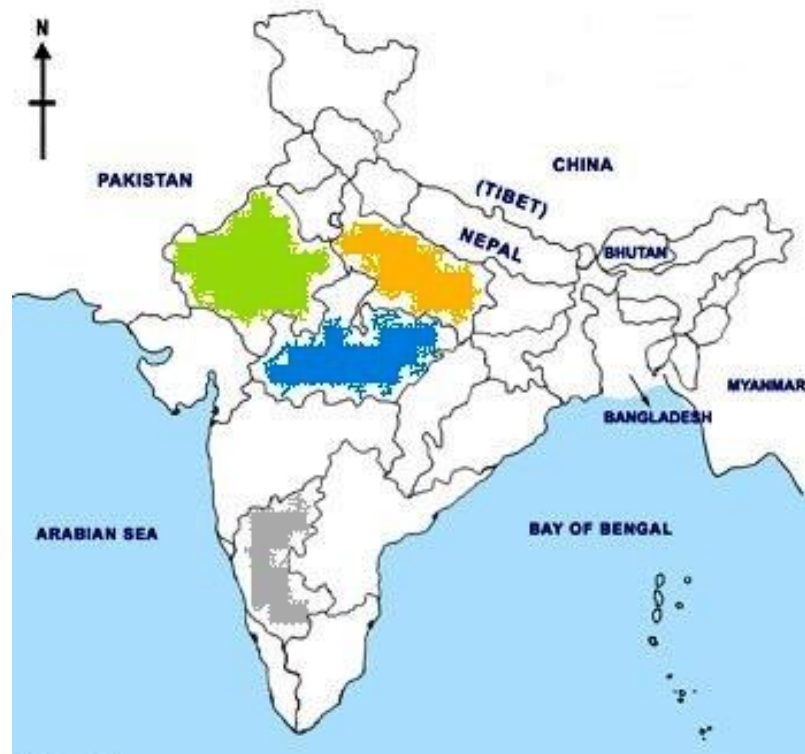 N
CHINA
PAKISTAN
(TIBET)
NEPAL
BHUTAN
MYANMAR
BANGLADESH
ARABIAN SEA
BAY OF BENGAL